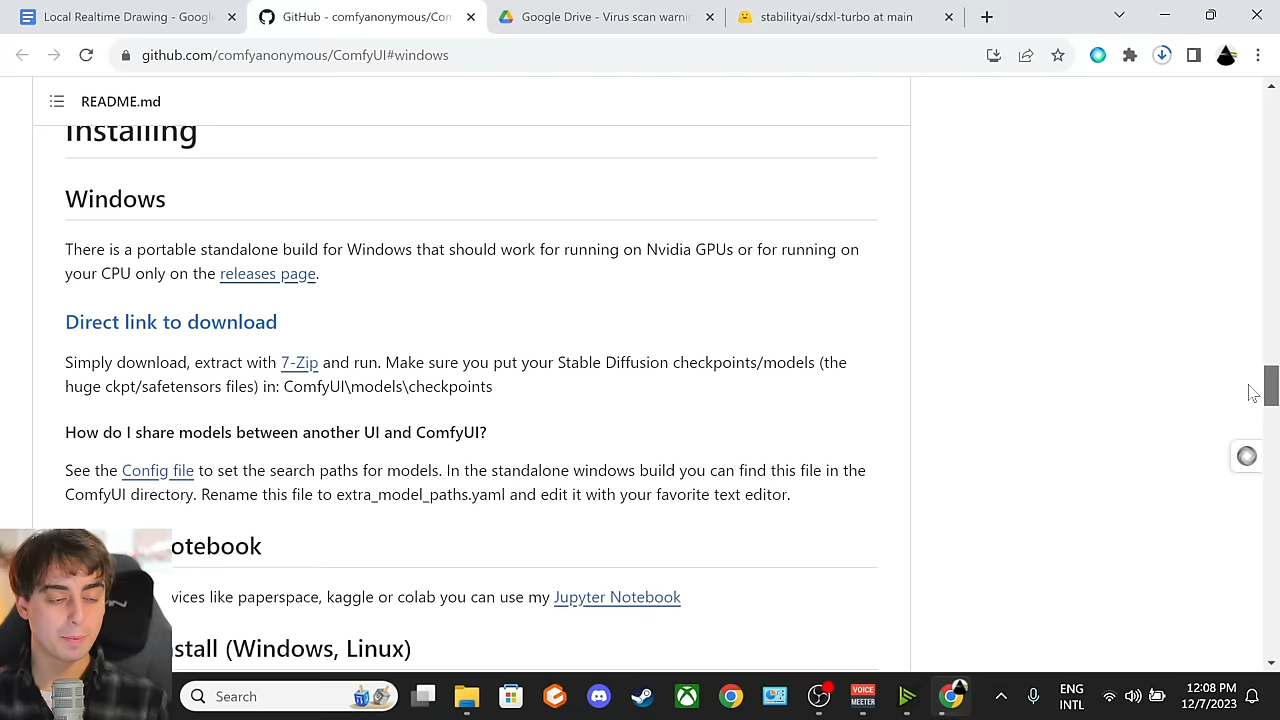 Local Realtime Drawing - Googl
GitHub - comfyanonymous/Con
Google Drive - Virus scan warni
stabilityai/sdxl-turbo at main
github.com/comfyanonymous/ComfyUI#windows
README.md
Installing
Windows
There is a portable standalone build for Windows that should work for running on Nvidia GPUs or for running on
your CPU only on the releases page.
Direct link to download
Simply download, extract with 7-Zip and run. Make sure you put your Stable Diffusion checkpoints/models (the
huge ckpt/safetensors files) in: ComfyUI\models\checkpoints
How do I share models between another UI and ComfyUI?
See the Config file to set the search paths for models. In the standalone windows build you can find this file in the
ComfyUI directory. Rename this file to extra_model_paths.yaml and edit it with your favorite text editor.
otebook
vices like paperspace, kaggle or colab you can use my Jupyter Notebook
stall (Windows, Linux)
Search
VOICE
MEETER
ENG
INTL
12:08 PM
12/7/2023